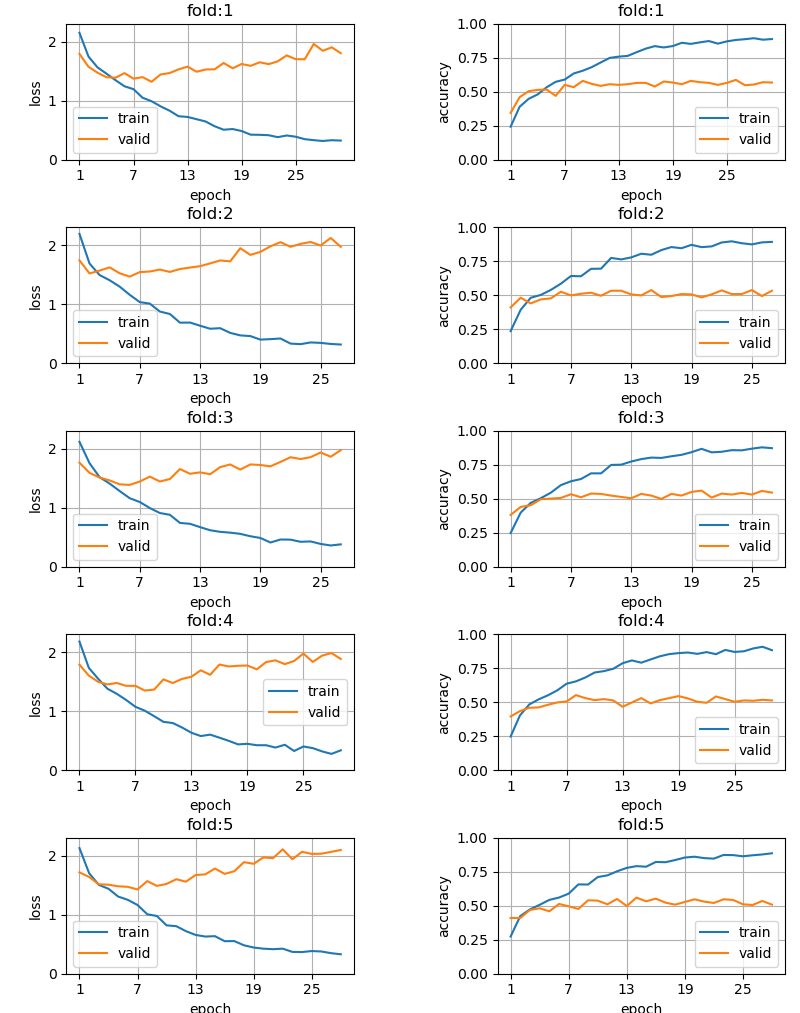 fold:1 fold:1
2 1.00
loss accuracy
0.75
1 0.50
train train
0.25
valid valid
0 0.00
1 7 13 19 25 1 7 13 19 25
epoch epoch
fold:2 fold:2
2 1.00
loss accuracy
0.75
1 0.50
train train
0.25
valid valid
0 0.00
1 7 13 19 25 1 7 13 19 25
epoch epoch
fold:3 fold:3
2 1.00
loss accuracy
0.75
1 0.50
train train
0.25
valid valid
0 0.00
1 7 13 19 25 1 7 13 19 25
epoch epoch
fold:4 fold:4
2 1.00
loss accuracy
0.75
train
valid
1 0.50
train
0.25
valid
0 0.00
1 7 13 19 25 1 7 13 19 25
epoch epoch
fold:5 fold:5
2 1.00
loss accuracy
0.75
1 0.50
train train
0.25
valid valid
0 0.00
1 7 13 19 25 1 7 13 19 25
epoch epoch